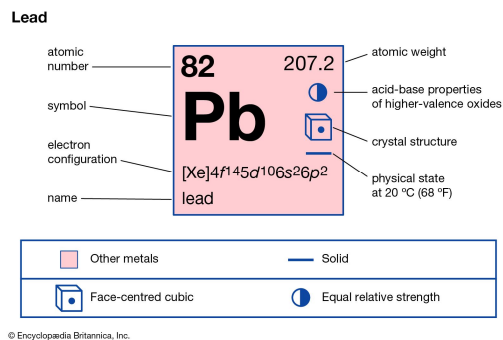 Lead
atomic
number
symbol
electron
configuration
name
82
207.2
Pb
[Xe]4f¹⁴5d¹⁰6s²6p²
lead
atomic weight
acid-base properties
of higher-valence oxides
crystal structure
physical state
at 20 ºC (68 ºF)
Other metals
Solid
Face-centred cubic
Equal relative strength
© Encyclopædia Britannica, Inc.